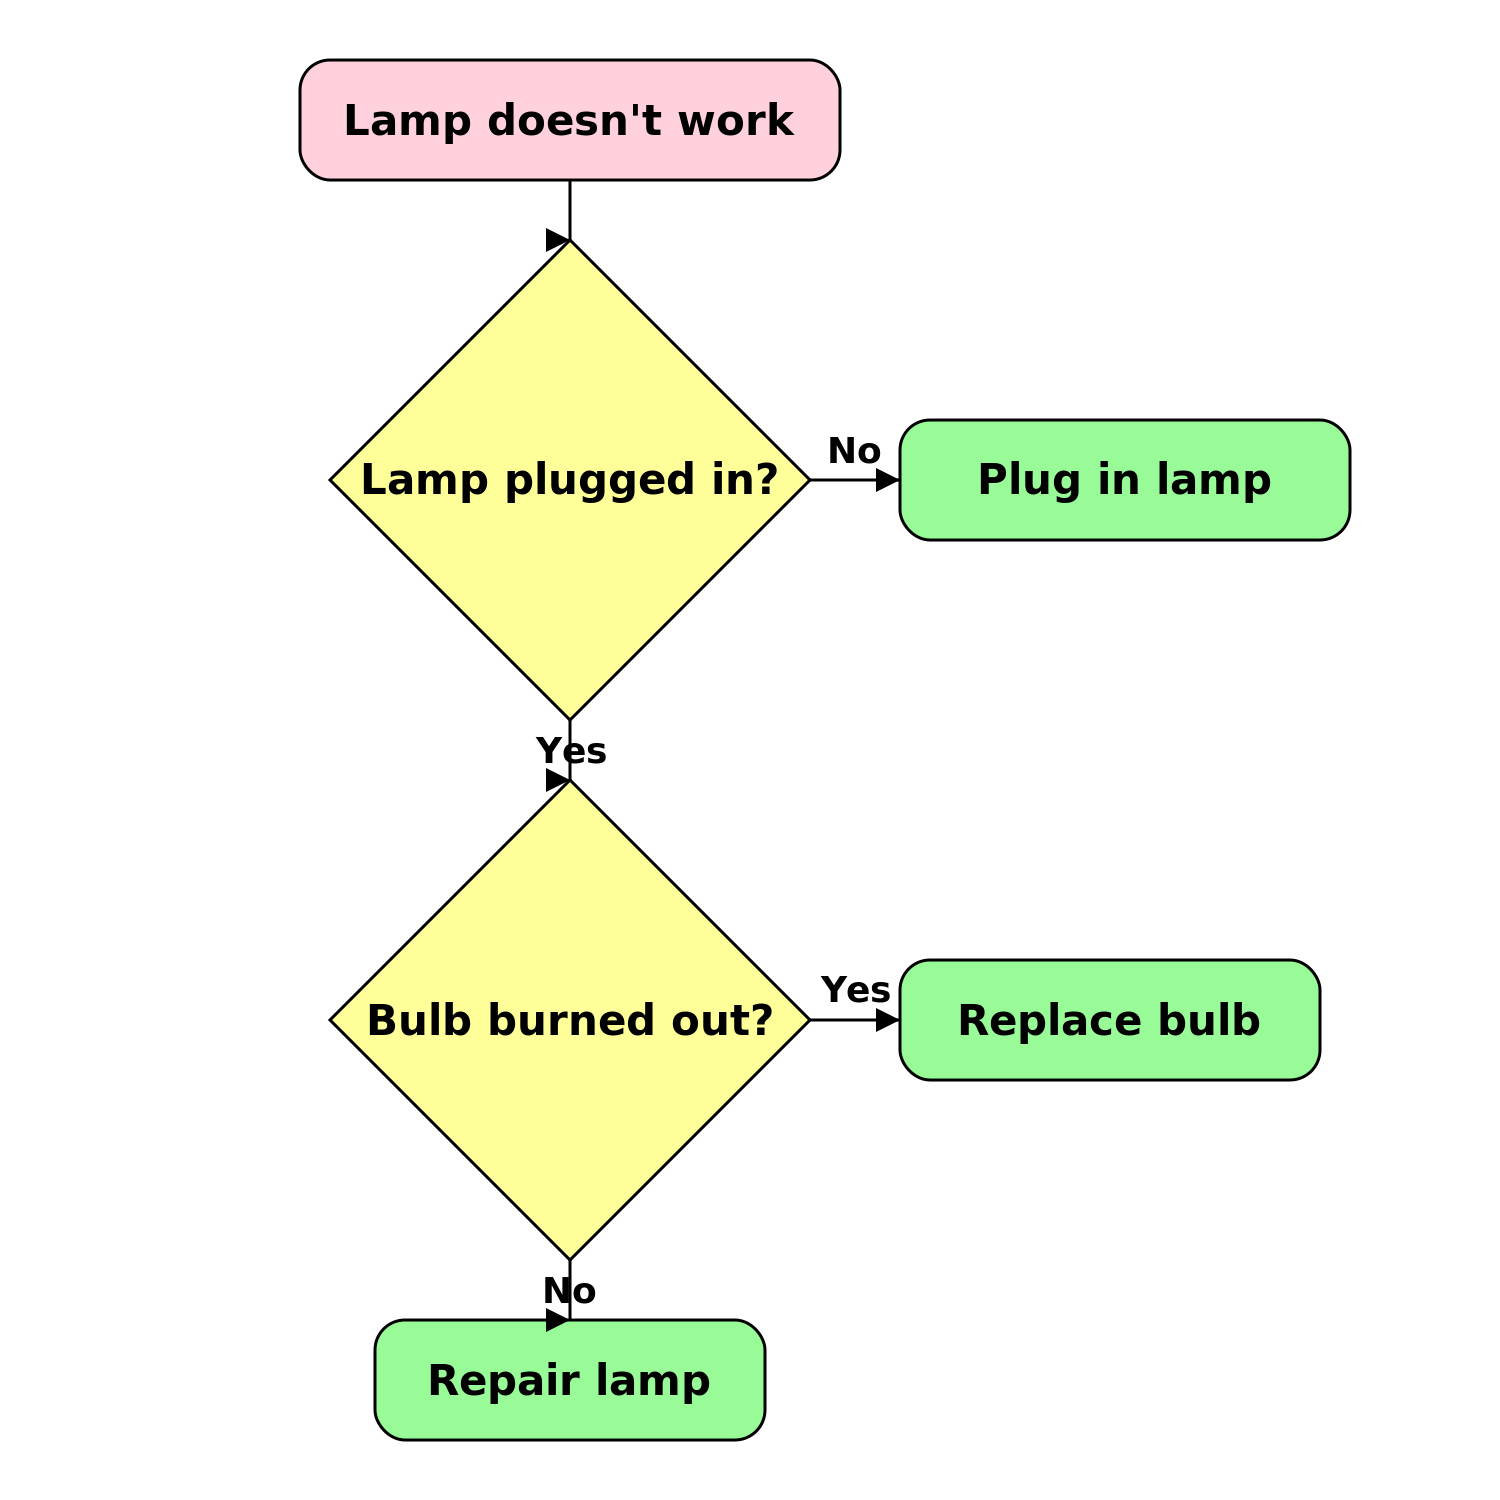 Lamp doesn't work
Lamp plugged in?
No
Plug in lamp
Yes
Bulb burned out?
Yes
Replace bulb
No
Repair lamp